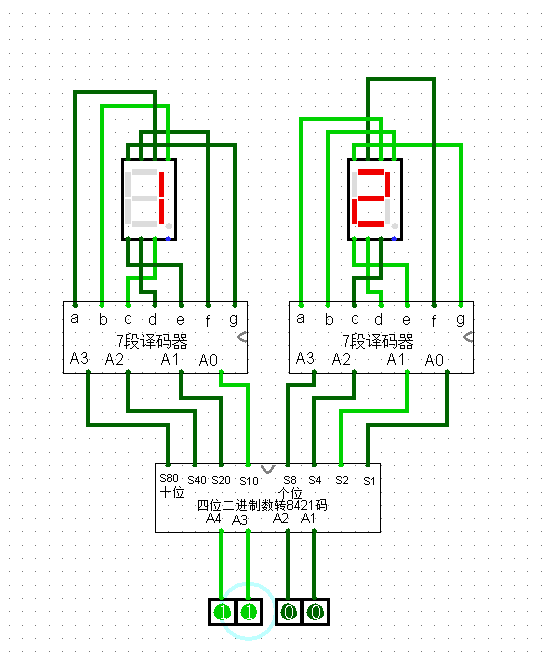 1 2
a b c d e f g
a b c d e f g
7段译码器
7段译码器
A3 A2 A1 A0
A3 A2 A1 A0
S80 S40 S20 S10 S8 S4 S2 S1
十位 个位
四位二进制数转8421码
A4 A3 A2 A1
1 1 0 0